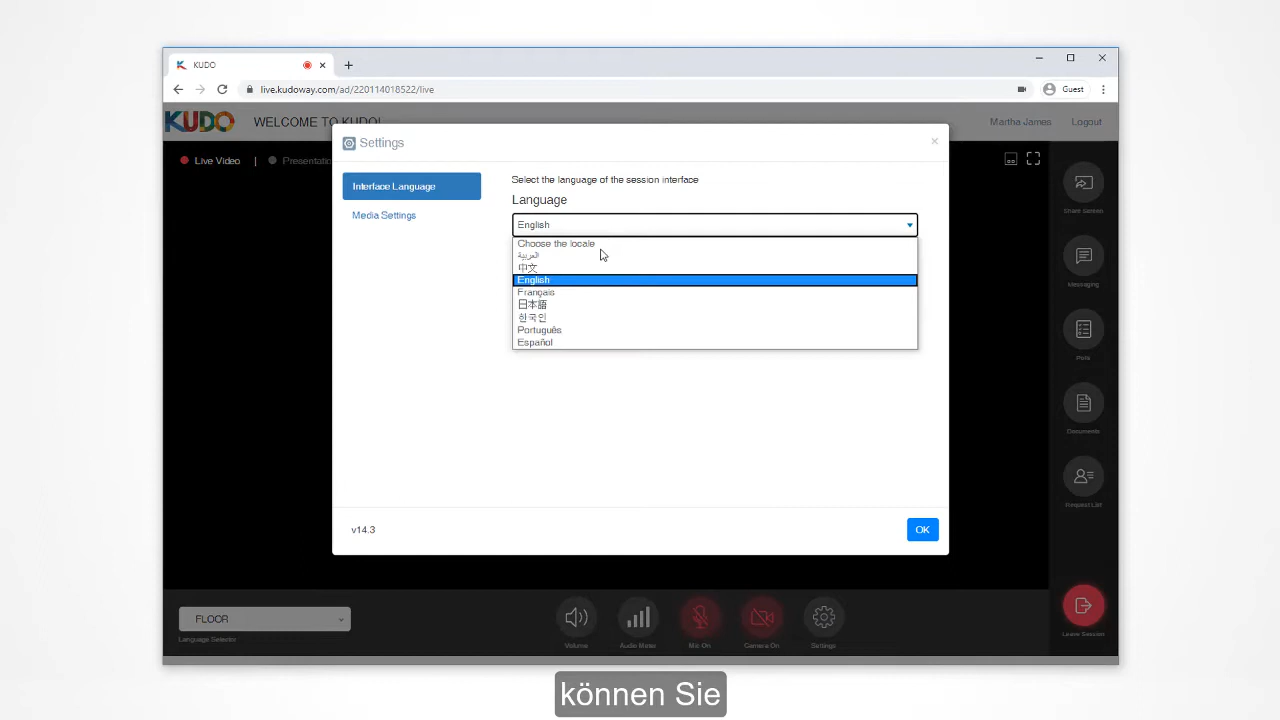 KUDO
live.kudoway.com/ad/220114018522/live
Guest
KUDO
WELCOME TO KUDO!
Martha James
Logout
Live Video
|
Presentatio
Settings
Interface Language
Media Settings
Select the language of the session interface
Language
English
Choose the locale
العربية
中文
English
Français
日本語
한국인
Português
Español
v14.3
OK
Share Screen
Messaging
Polls
Documents
Request List
Leave Session
FLOOR
Language Selector
Volume
Audio Meter
Mic On
Camera On
Settings
können Sie